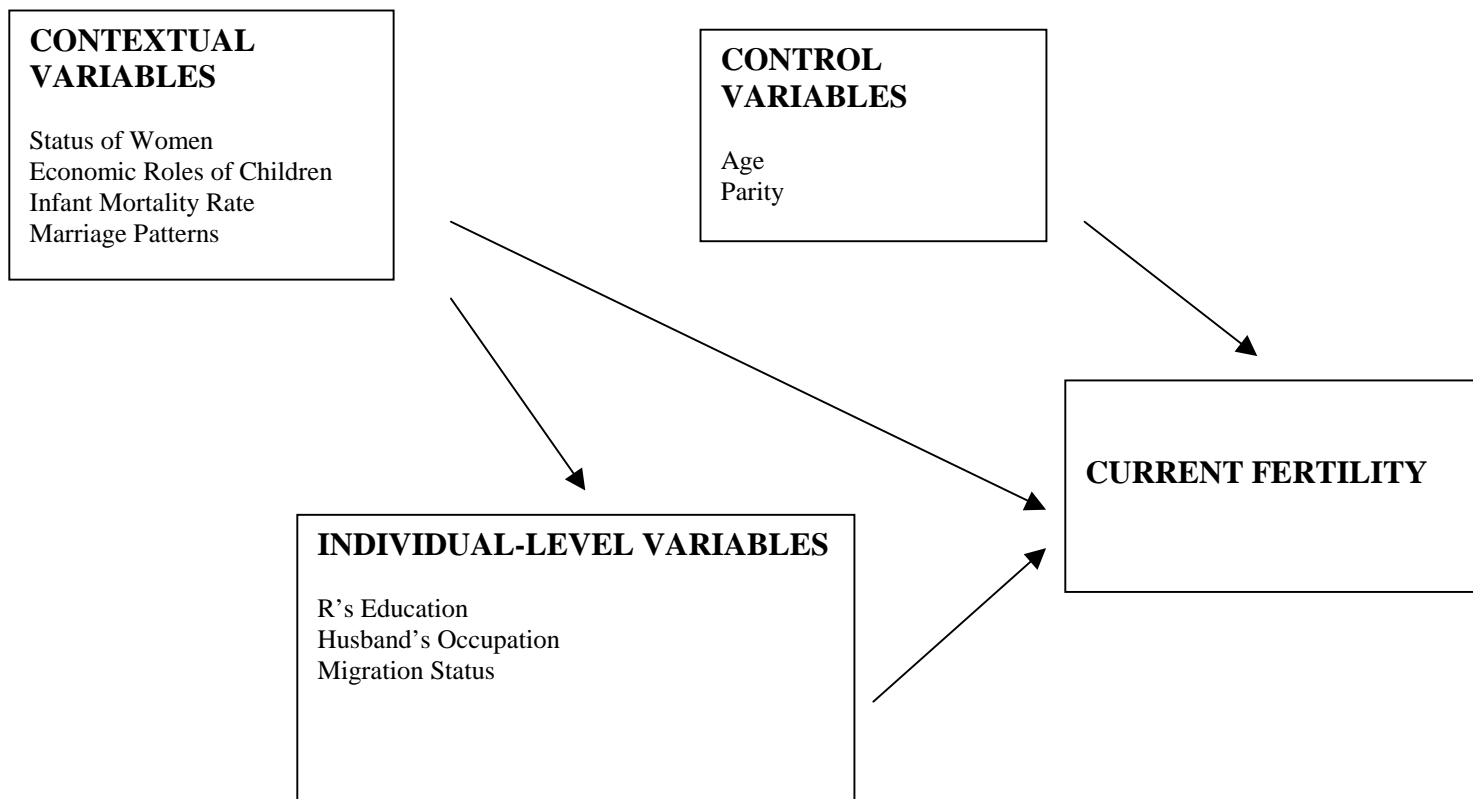 CONTEXTUAL
VARIABLES
Status of Women
Economic Roles of Children
Infant Mortality Rate
Marriage Patterns
CONTROL
VARIABLES
Age
Parity
CURRENT FERTILITY
INDIVIDUAL-LEVEL VARIABLES
R’s Education
Husband’s Occupation
Migration Status